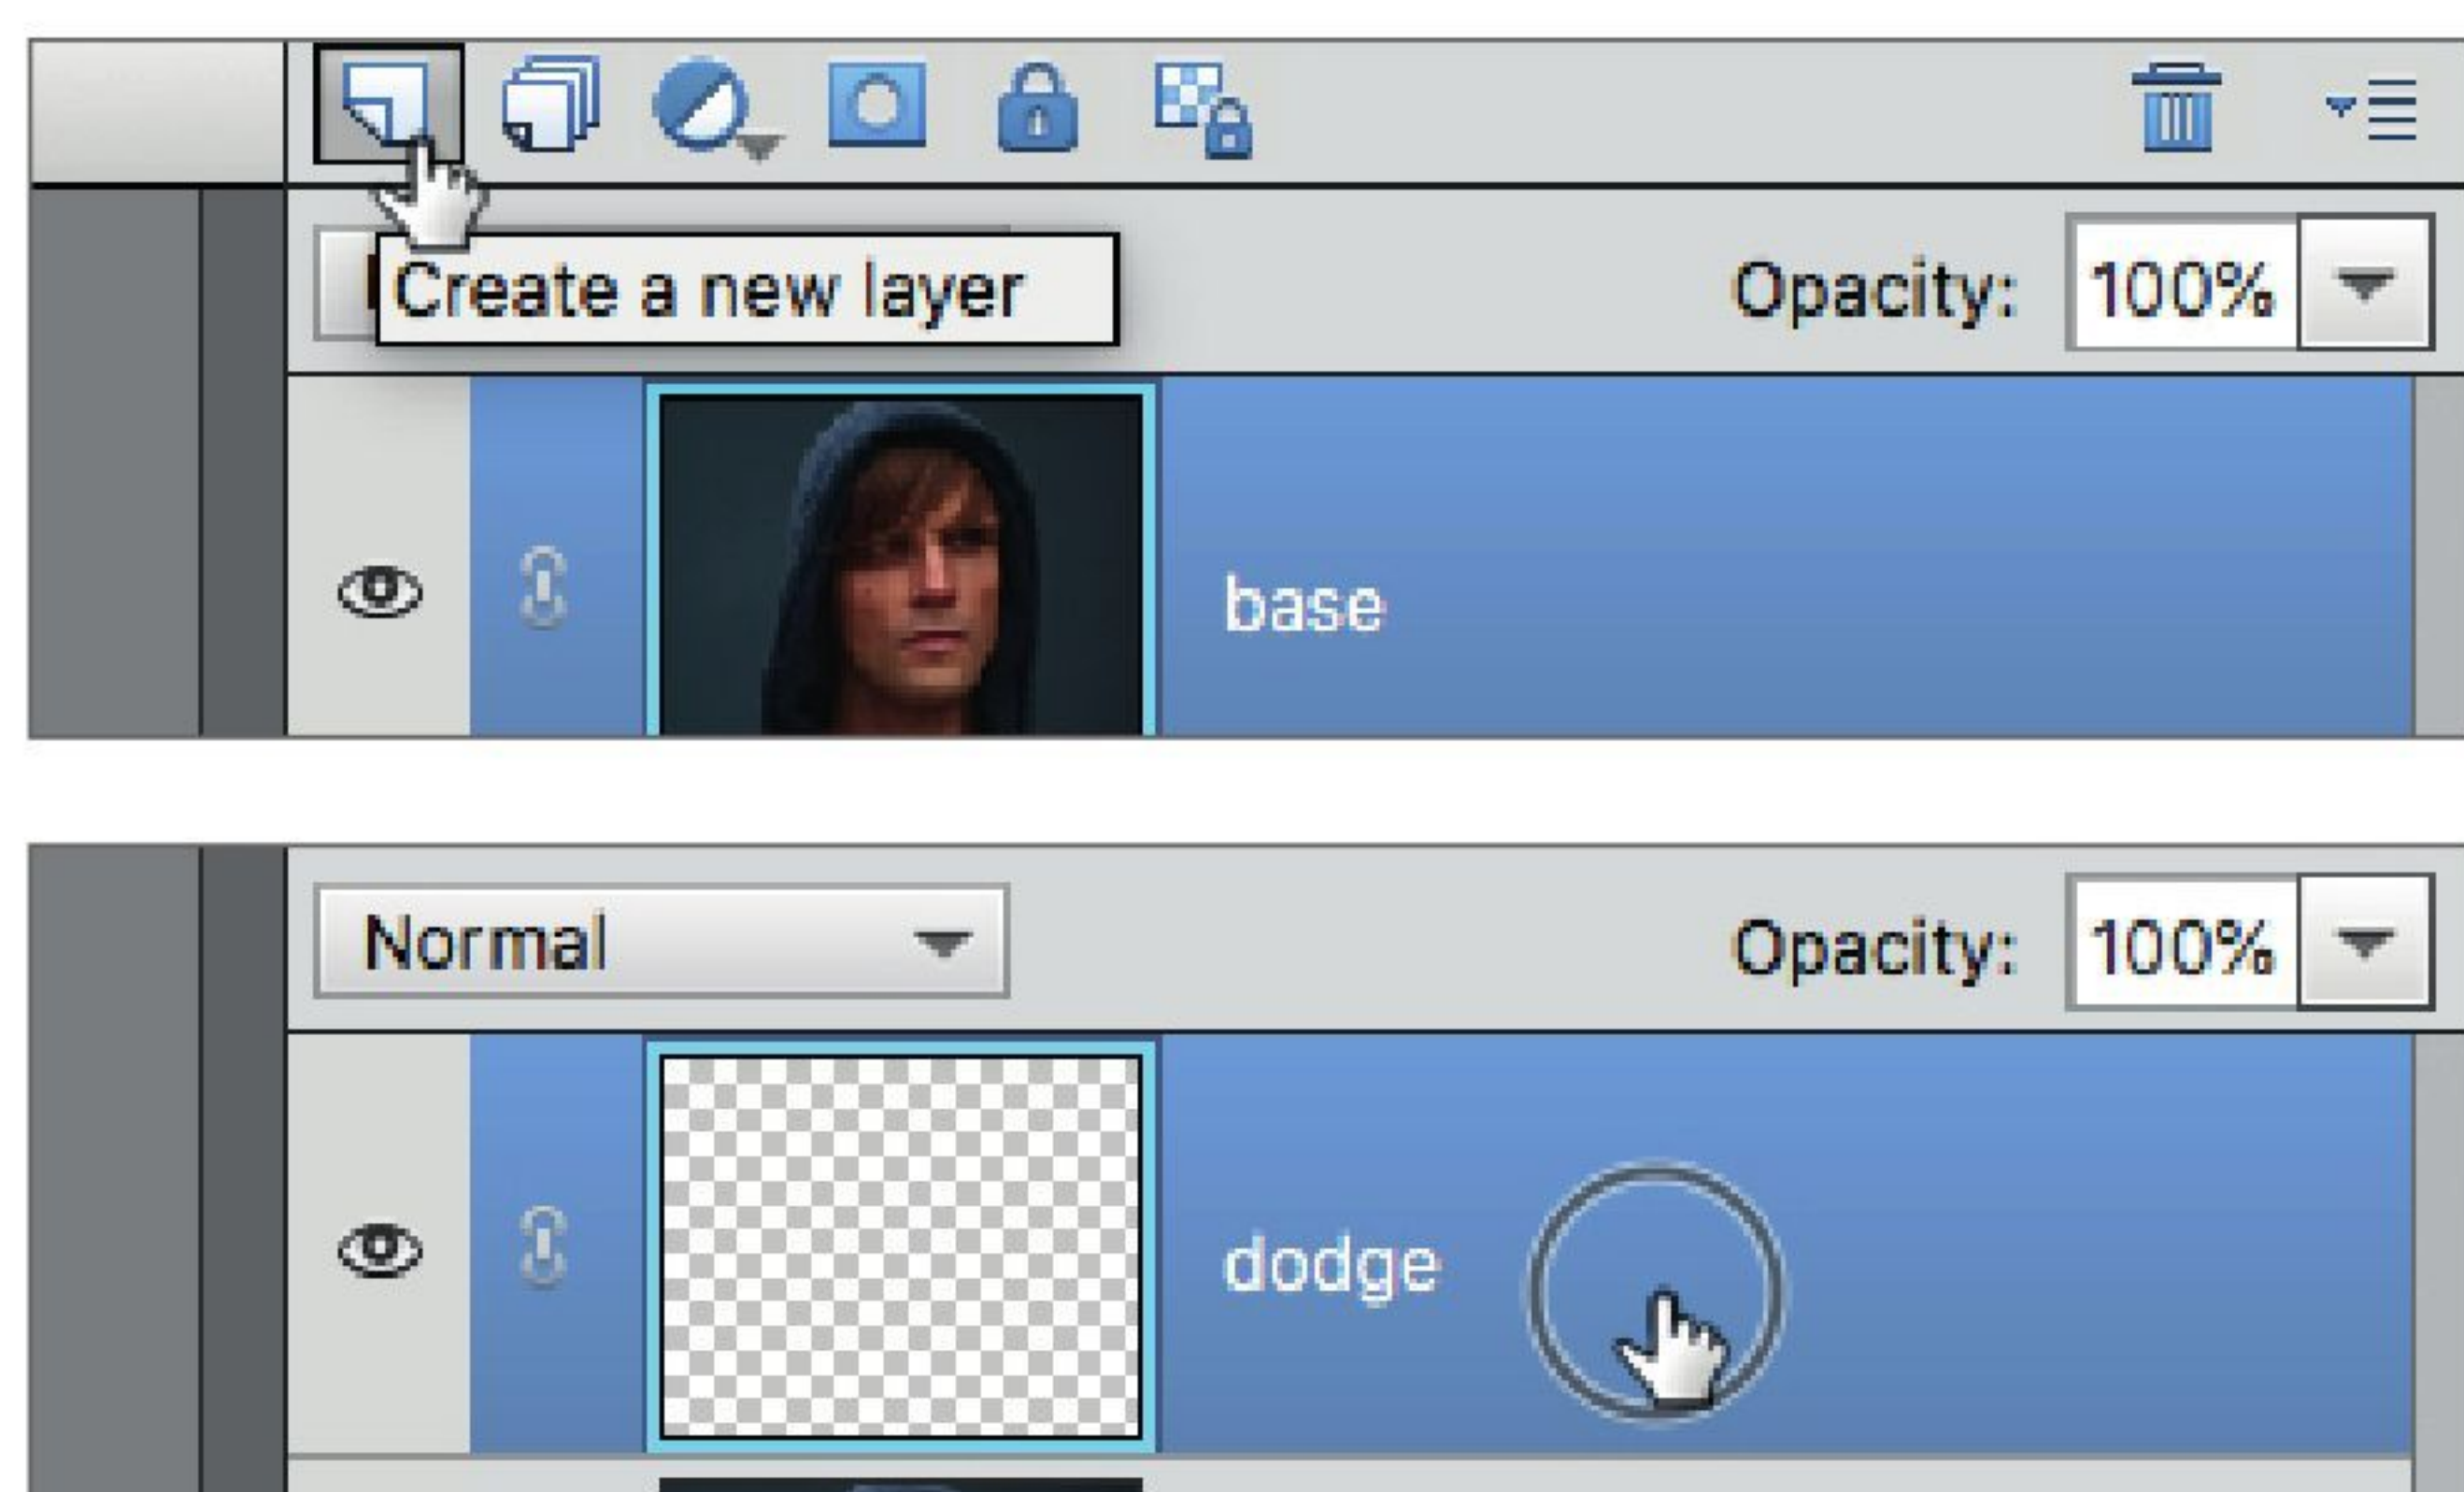 Create a new layer
Opacity: 100%
base
Normal
Opacity: 100%
dodge